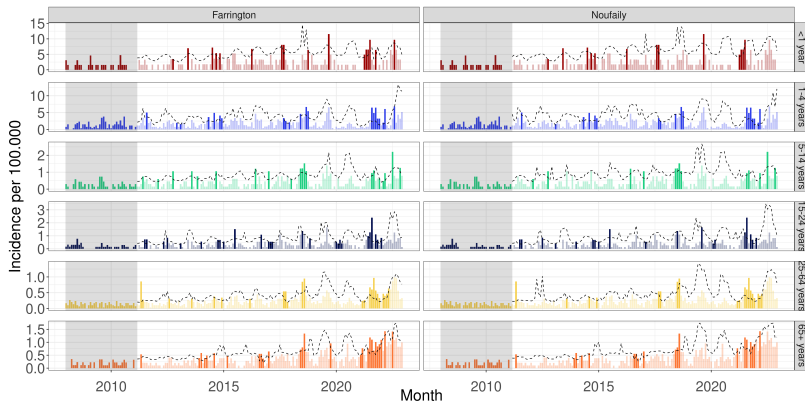 Farrington
Noufaily
Incidence per 100.000
15
10
5
0
<1 year
10
5
0
1-4 years
2
1
0
5-14 years
3
2
1
0
15-24 years
1.0
0.5
0.0
25-64 years
1.5
1.0
0.5
0.0
65+ years
2010
2015
2020
2010
2015
2020
Month